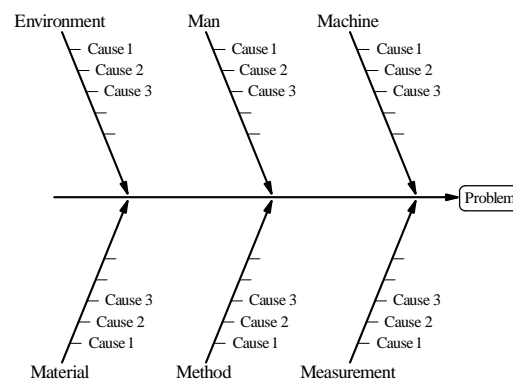 Environment Man Machine
Cause 1 Cause 1 Cause 1
Cause 2 Cause 2 Cause 2
Cause 3 Cause 3 Cause 3
Problem
Cause 3 Cause 3 Cause 3
Cause 2 Cause 2 Cause 2
Cause 1 Cause 1 Cause 1
Material Method Measurement